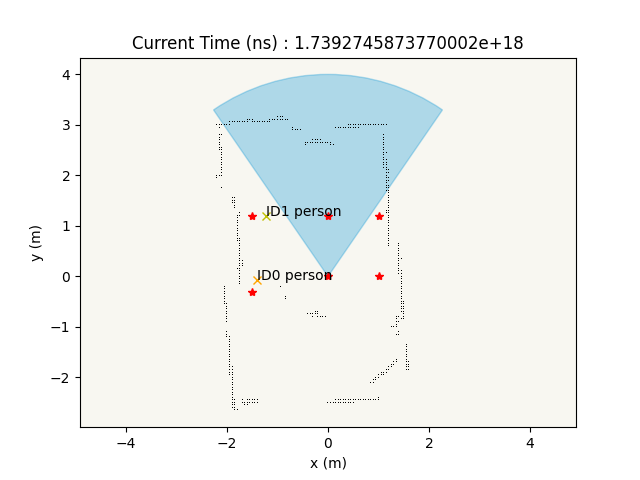 Current Time (ns) : 1.7392745873770002e+18
4
3
2
1
0
−1
−2
y (m)
ID1 person
ID0 person
−4
−2
0
2
4
x (m)